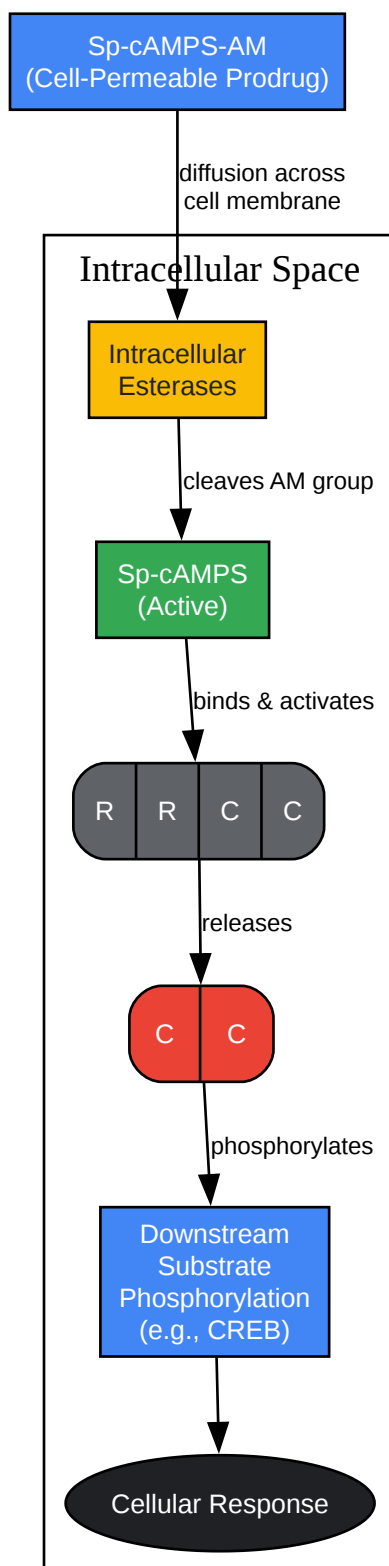 Sp-cAMPS-AM
(Cell-Permeable Prodrug)
diffusion across
cell membrane
Intracellular Space
Intracellular
Esterases
cleaves AM group
Sp-cAMPS
(Active)
binds & activates
R R C C
releases
C C
phosphorylates
Downstream
Substrate
Phosphorylation
(e.g., CREB)
Cellular Response